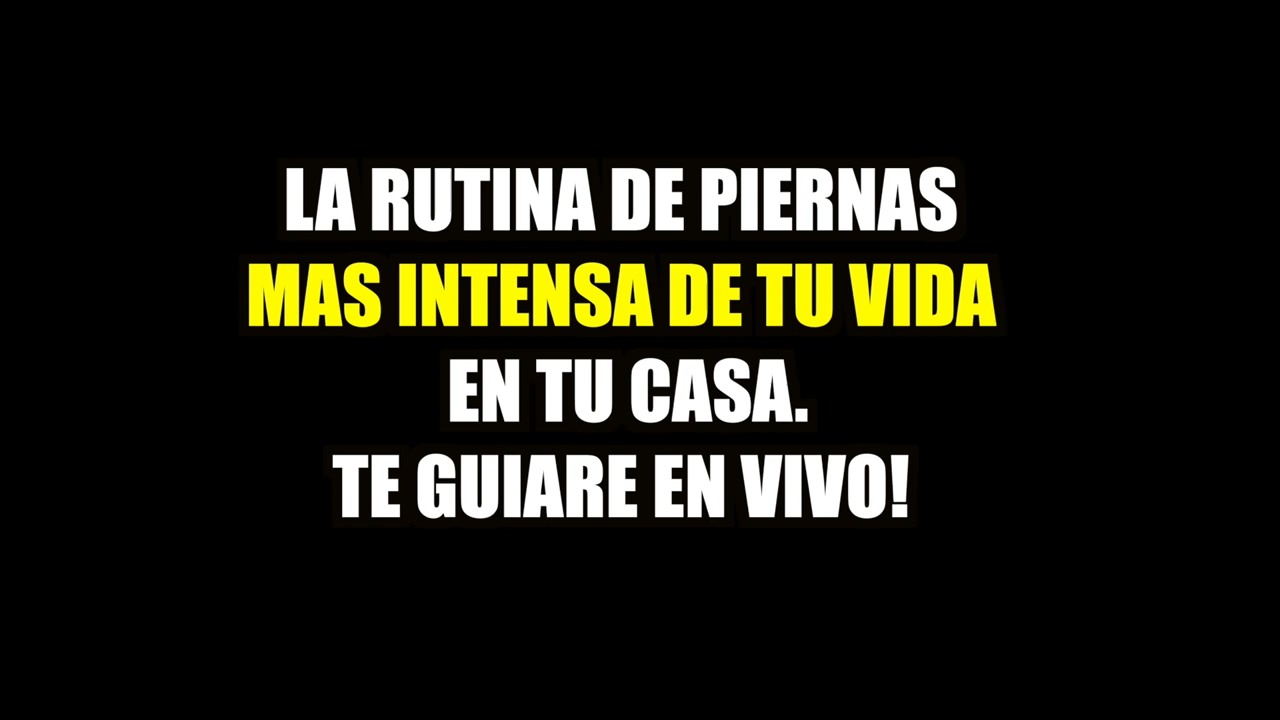 LA RUTINA DE PIERNAS
MAS INTENSA DE TU VIDA
EN TU CASA.
TE GUIARE EN VIVO!